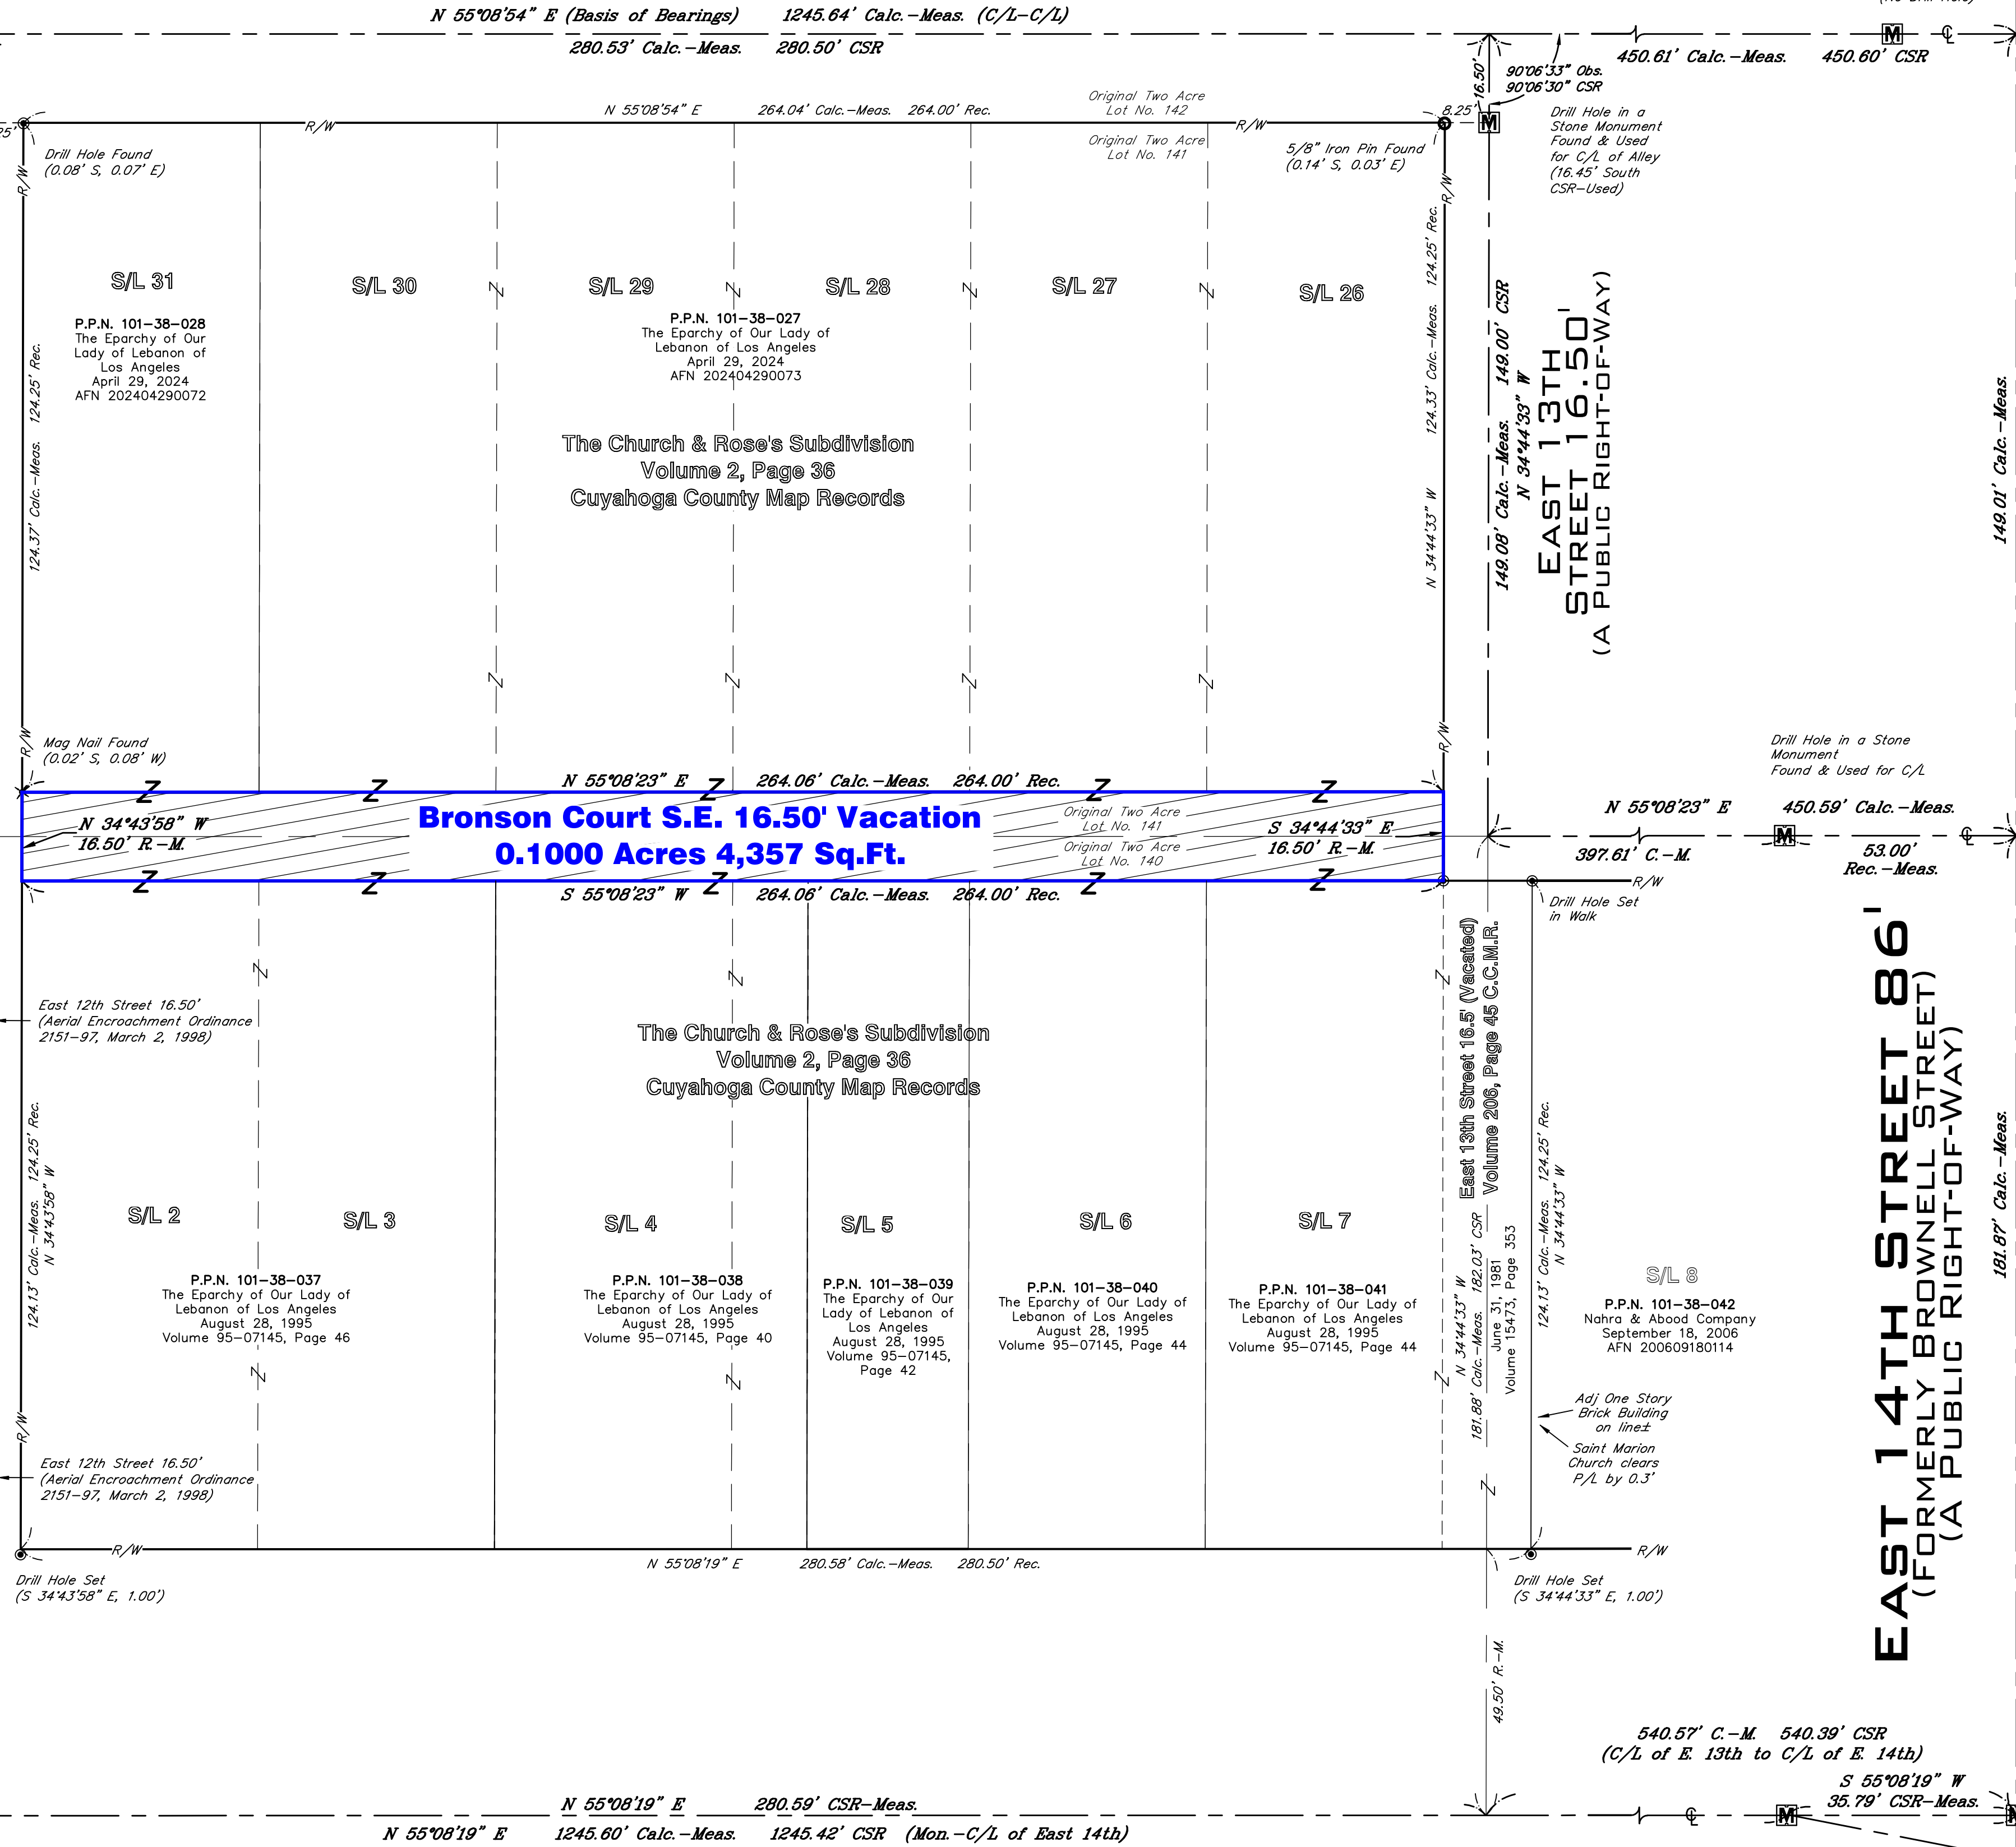 N 55°08'54" E (Basis of Bearings) 1245.64' Calc.-Meas. (C/L-C/L)
280.53' Calc.-Meas. 280.50' CSR
16.50'
90°06'33" Obs.
90°06'30" CSR
M
℄
450.61' Calc.-Meas. 450.60' CSR
N 55°08'54" E 264.04' Calc.-Meas. 264.00' Rec.
Original Two Acre
Lot No. 142
8.25'
R/W
R/W
M
Original Two Acre
Lot No. 141
Drill Hole in a
Stone Monument
Found & Used
for C/L of Alley
(16.45' South
CSR-Used)
Drill Hole Found
(0.08' S, 0.07' E)
5/8" Iron Pin Found
(0.14' S, 0.03' E)
R/W
R/W
S/L 31
S/L 30
S/L 29
S/L 28
S/L 27
S/L 26
Z
Z
Z
Z
P.P.N. 101-38-028
The Eparchy of Our
Lady of Lebanon of
Los Angeles
April 29, 2024
AFN 202404290072
P.P.N. 101-38-027
The Eparchy of Our Lady of
Lebanon of Los Angeles
April 29, 2024
AFN 202404290073
124.37' Calc.-Meas. 124.25' Rec.
The Church & Rose's Subdivision
Volume 2, Page 36
Cuyahoga County Map Records
N 34°44'33" W 124.33' Calc.-Meas. 124.25' Rec.
149.08' Calc.-Meas. 149.00' CSR
N 34°44'33" W
EAST 13TH
STREET 16.50'
(A PUBLIC RIGHT-OF-WAY)
149.01' Calc.-Meas.
Z
Z
Z
Z
R/W
R/W
Mag Nail Found
(0.02' S, 0.08' W)
Drill Hole in a Stone
Monument
Found & Used for C/L
N 55°08'23" E 264.06' Calc.-Meas. 264.00' Rec.
Z
Z
Z
Z
Z
N 34°43'58" W
16.50' R.-M.
Bronson Court S.E. 16.50' Vacation
0.1000 Acres 4,357 Sq.Ft.
Original Two Acre
Lot No. 141
Original Two Acre
Lot No. 140
S 34°44'33" E
16.50' R.-M.
N 55°08'23" E 450.59' Calc.-Meas.
M
℄
397.61' C.-M.
53.00'
Rec.-Meas.
Z
Z
Z
Z
Z
S 55°08'23" W 264.06' Calc.-Meas. 264.00' Rec.
R/W
Drill Hole Set
in Walk
Z
Z
Z
East 12th Street 16.50'
(Aerial Encroachment Ordinance
2151-97, March 2, 1998)
The Church & Rose's Subdivision
Volume 2, Page 36
Cuyahoga County Map Records
East 13th Street 16.5' (Vacated)
Volume 206, Page 45 C.C.M.R.
124.13' Calc.-Meas. 124.25' Rec.
N 34°43'58" W
S/L 2
S/L 3
S/L 4
S/L 5
S/L 6
S/L 7
S/L 8
P.P.N. 101-38-037
The Eparchy of Our Lady of
Lebanon of Los Angeles
August 28, 1995
Volume 95-07145, Page 46
P.P.N. 101-38-038
The Eparchy of Our Lady of
Lebanon of Los Angeles
August 28, 1995
Volume 95-07145, Page 40
P.P.N. 101-38-039
The Eparchy of Our
Lady of Lebanon of
Los Angeles
August 28, 1995
Volume 95-07145,
Page 42
P.P.N. 101-38-040
The Eparchy of Our Lady of
Lebanon of Los Angeles
August 28, 1995
Volume 95-07145, Page 44
P.P.N. 101-38-041
The Eparchy of Our Lady of
Lebanon of Los Angeles
August 28, 1995
Volume 95-07145, Page 44
N 34°44'33" W
181.88' Calc.-Meas. 182.03' CSR
June 31, 1981
Volume 15473, Page 353
124.13' Calc.-Meas. 124.25' Rec.
N 34°44'33" W
P.P.N. 101-38-042
Nahra & Abood Company
September 18, 2006
AFN 200609180114
EAST 14TH STREET 86'
(FORMERLY BROWNELL STREET)
(A PUBLIC RIGHT-OF-WAY)
181.87' Calc.-Meas.
Z
Z
Z
Z
Adj One Story
Brick Building
on line±
Saint Marion
Church clears
P/L by 0.3'
R/W
East 12th Street 16.50'
(Aerial Encroachment Ordinance
2151-97, March 2, 1998)
R/W
R/W
N 55°08'19" E 280.58' Calc.-Meas. 280.50' Rec.
Drill Hole Set
(S 34°43'58" E, 1.00')
Drill Hole Set
(S 34°44'33" E, 1.00')
49.50' R.-M.
540.57' C.-M. 540.39' CSR
(C/L of E. 13th to C/L of E. 14th)
S 55°08'19" W
35.79' CSR-Meas.
N 55°08'19" E 280.59' CSR-Meas.
℄
M
N 55°08'19" E 1245.60' Calc.-Meas. 1245.42' CSR (Mon.-C/L of East 14th)